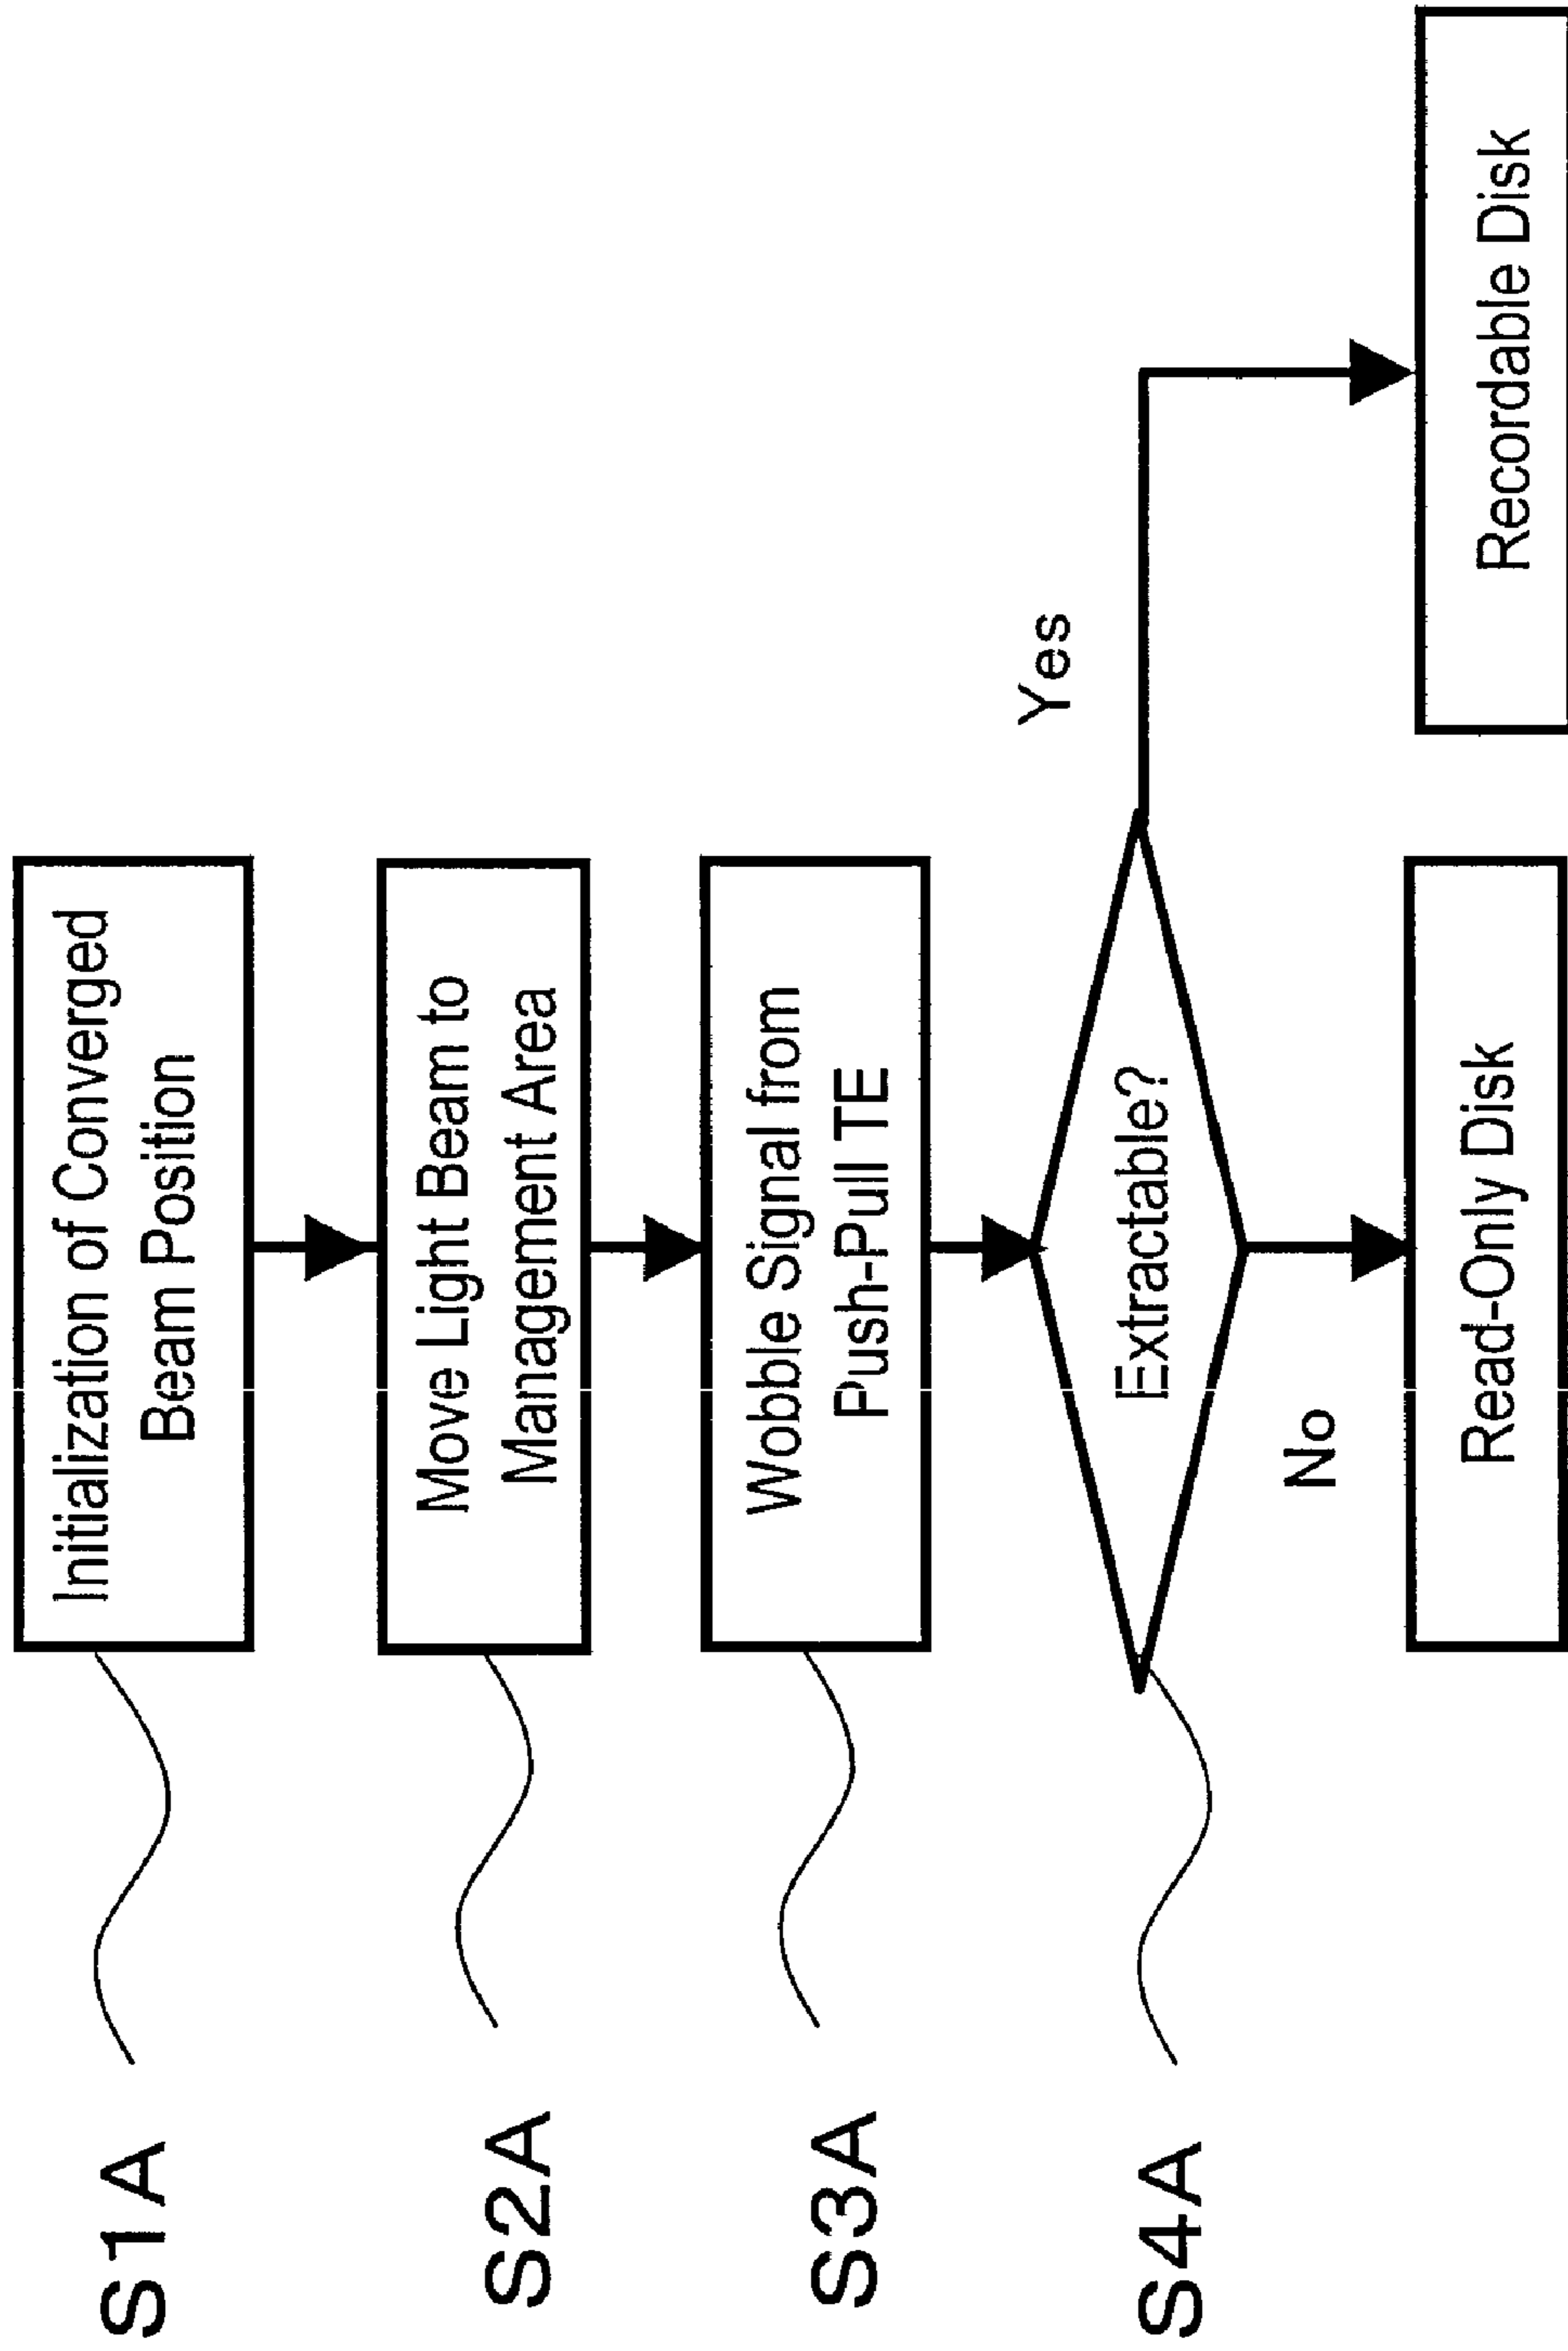 S1A
Initialization of Converged
Beam Position
S2A
Move Light Beam to
Management Area
S3A
Wobble Signal from
Push-Pull TE
S4A
Extractable?
Yes
No
Read-Only Disk
Recordable Disk